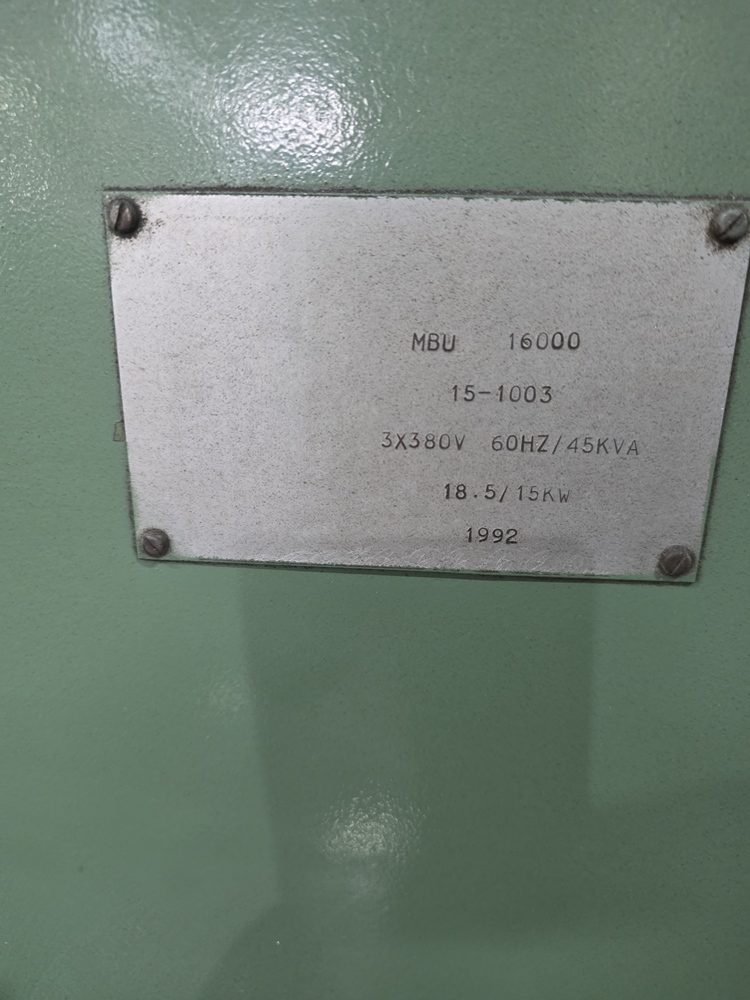 MBU 16000
15-1003
3X380V 60HZ/45KVA
18.5/15KW
1992